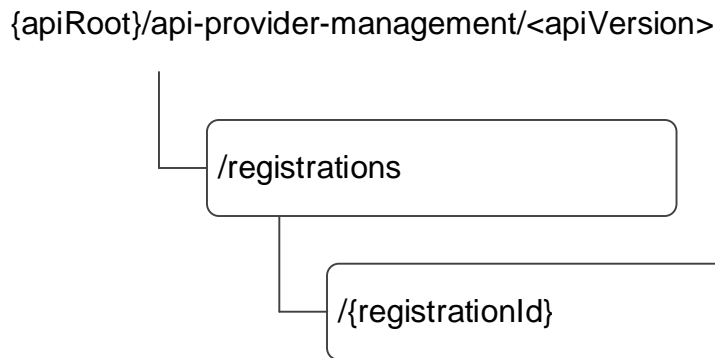 {apiRoot}/api-provider-management/<apiVersion>
/registrations
/{registrationId}